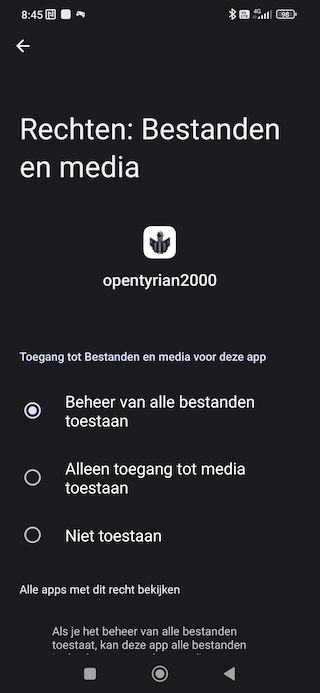 8:45
4G
98
Rechten: Bestanden
en media
opentyrian2000
Toegang tot Bestanden en media voor deze app
Beheer van alle bestanden
toestaan
Alleen toegang tot media
toestaan
Niet toestaan
Alle apps met dit recht bekijken
Als je het beheer van alle bestanden
toestaat, kan deze app alle bestanden